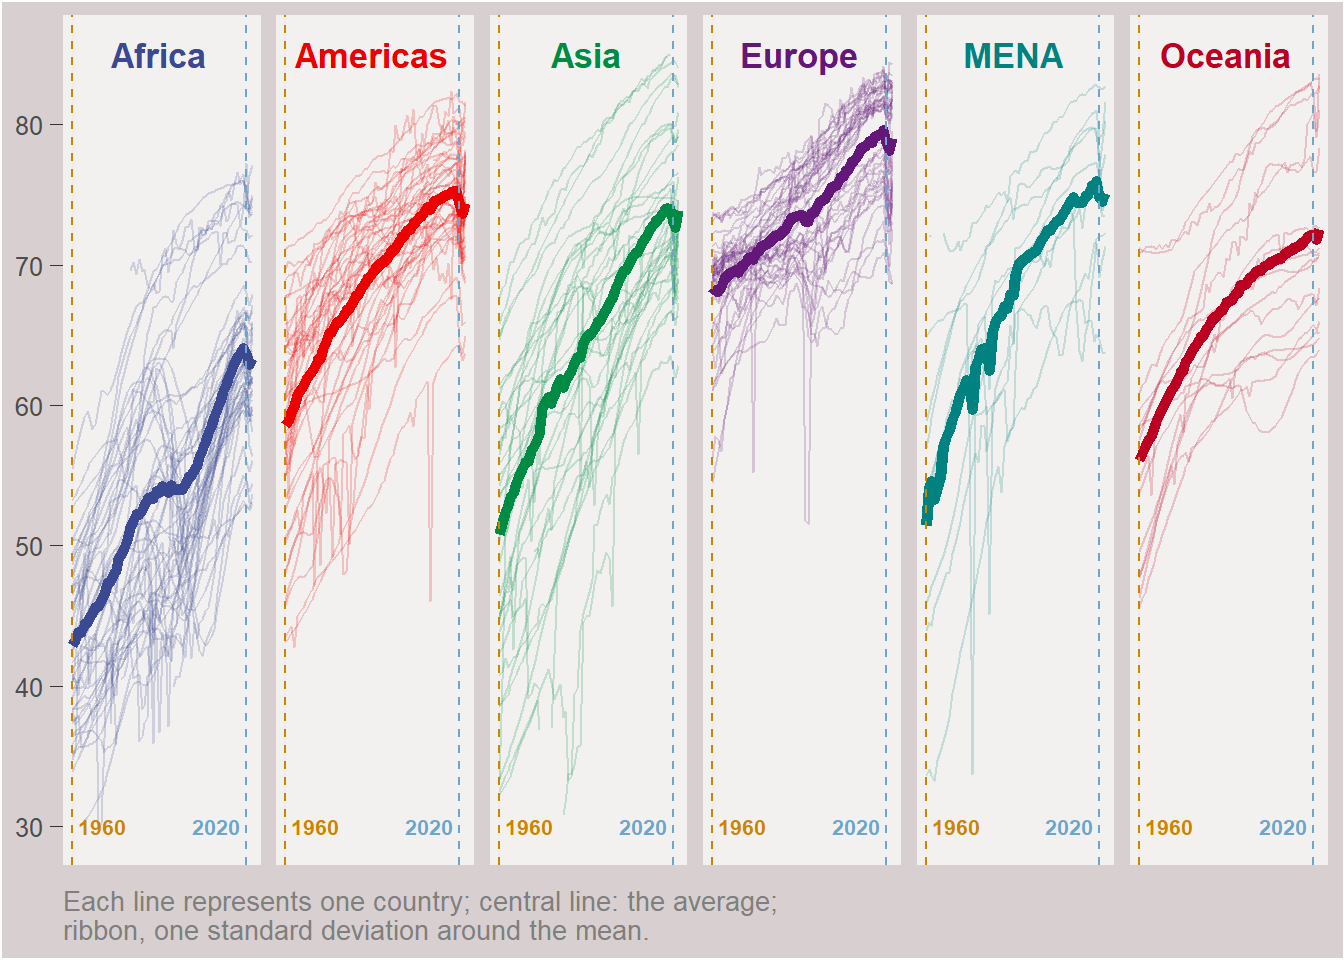 Africa Americas Asia Europe MENA Oceania
80
70
60
50
40
30
1960 2020 1960 2020 1960 2020 1960 2020 1960 2020 1960 2020
Each line represents one country; central line: the average;
ribbon, one standard deviation around the mean.